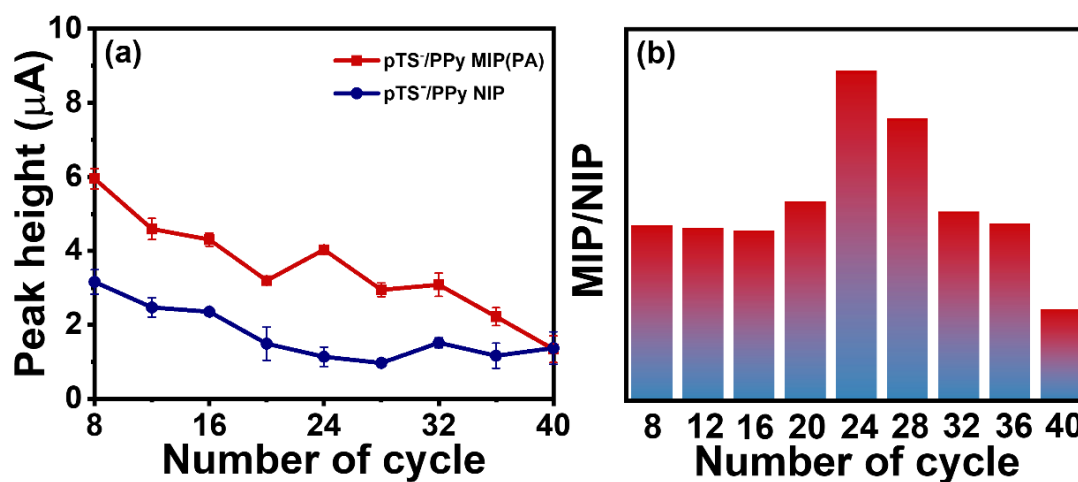 (a)
pTS⁻/PPy MIP(PA)
pTS⁻/PPy NIP
Peak height (μA)
10
8
6
4
2
0
8 16 24 32 40
Number of cycle
(b)
MIP/NIP
8 12 16 20 24 28 32 36 40
Number of cycle